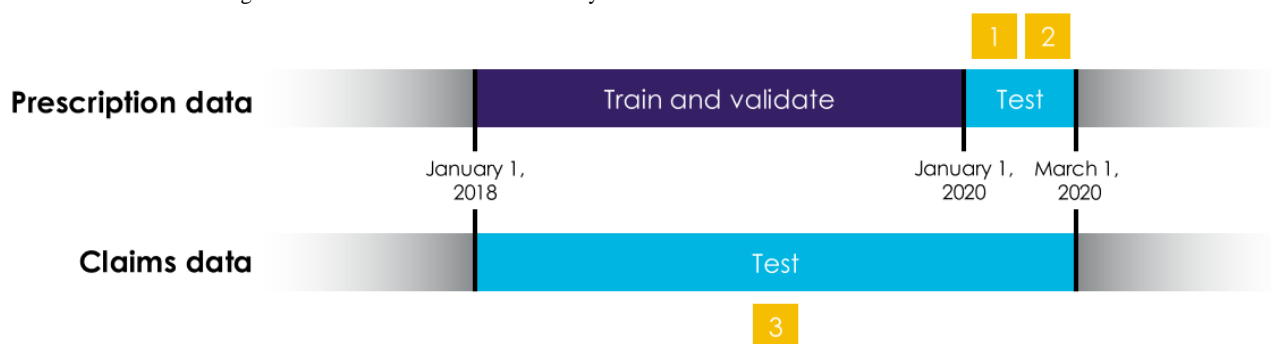 1 2
Prescription data Train and validate Test
January 1, 2018 January 1, 2020 March 1, 2020
Claims data Test
3